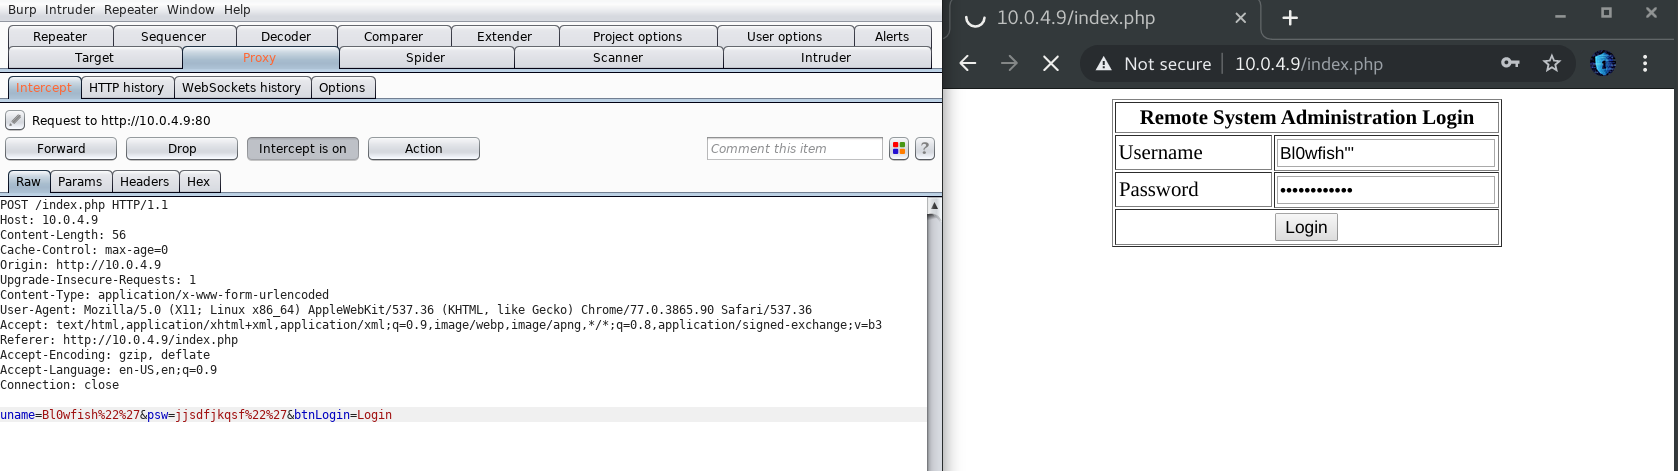 Burp Intruder Repeater Window Help
Repeater Sequencer Decoder Comparer Extender Project options User options Alerts
Target Proxy Spider Scanner Intruder
Intercept HTTP history WebSockets history Options
Request to http://10.0.4.9:80
Forward Drop Intercept is on Action Comment this item ?
Raw Params Headers Hex
POST /index.php HTTP/1.1
Host: 10.0.4.9
Content-Length: 56
Cache-Control: max-age=0
Origin: http://10.0.4.9
Upgrade-Insecure-Requests: 1
Content-Type: application/x-www-form-urlencoded
User-Agent: Mozilla/5.0 (X11; Linux x86_64) AppleWebKit/537.36 (KHTML, like Gecko) Chrome/77.0.3865.90 Safari/537.36
Accept: text/html,application/xhtml+xml,application/xml;q=0.9,image/webp,image/apng,*/*;q=0.8,application/signed-exchange;v=b3
Referer: http://10.0.4.9/index.php
Accept-Encoding: gzip, deflate
Accept-Language: en-US,en;q=0.9
Connection: close
uname=Bl0wfish%22%27&psw=jjsdfjkqsf%22%27&btnLogin=Login
10.0.4.9/index.php
Not secure 10.0.4.9/index.php
Remote System Administration Login
Username Bl0wfish"'
Password ••••••••••••
Login